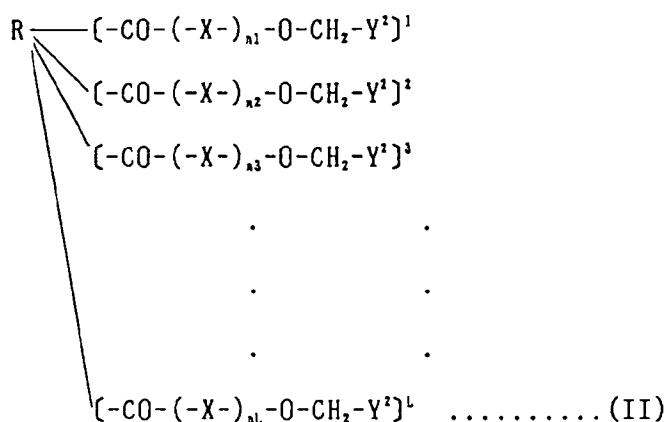 R [-CO-(-X-)n1-O-CH2-Y²]¹
[-CO-(-X-)n2-O-CH2-Y²]²
[-CO-(-X-)n3-O-CH2-Y²]³
. .
. .
. .
[-CO-(-X-)nL-O-CH2-Y²]ᴸ ..........(II)